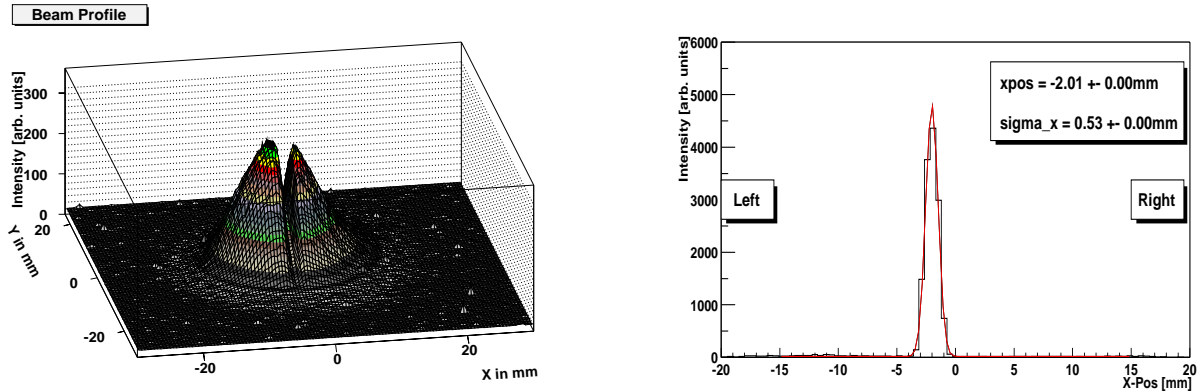 Beam Profile
Intensity [arb. units]
300
200
100
0
20
0
-20
Y in mm
-20
0
20
X in mm
Intensity [arb. units]
6000
5000
4000
3000
2000
1000
0
xpos = -2.01 +- 0.00mm
sigma_x = 0.53 +- 0.00mm
Left
Right
-20
-15
-10
-5
0
5
10
15
20
X-Pos [mm]